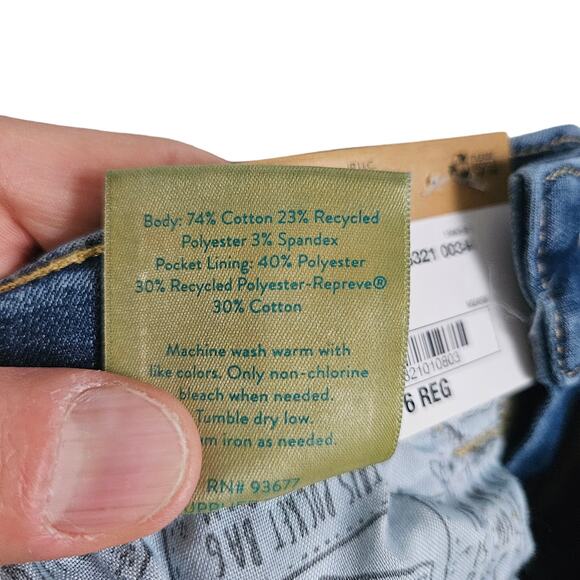 Body: 74% Cotton 23% Recycled
Polyester 3% Spandex
Pocket Lining: 40% Polyester
30% Recycled Polyester-Repreve®
30% Cotton
Machine wash warm with
like colors. Only non-chlorine
bleach when needed.
Tumble dry low.
iron as needed.
RN# 93677
6 REG
POCKET BAG